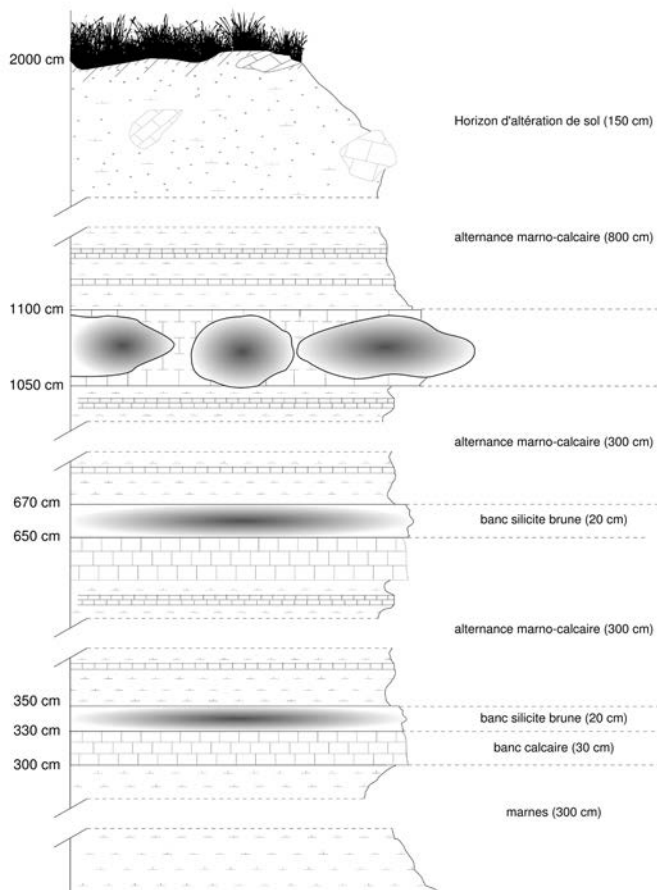 2000 cm
Horizon d'altération de sol (150 cm)
alternance marno-calcaire (800 cm)
1100 cm
1050 cm
alternance marno-calcaire (300 cm)
670 cm
banc silicite brune (20 cm)
650 cm
alternance marno-calcaire (300 cm)
350 cm
banc silicite brune (20 cm)
330 cm
banc calcaire (30 cm)
300 cm
marnes (300 cm)